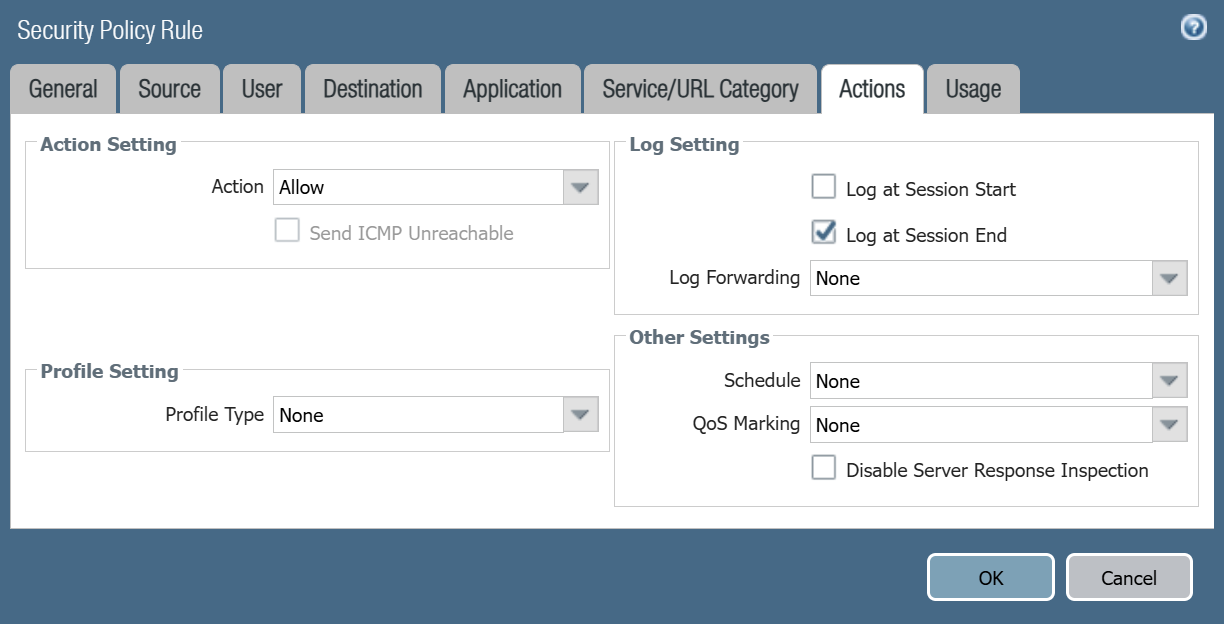 Security Policy Rule
?
General Source User Destination Application Service/URL Category Actions Usage
Action Setting
Action Allow
Send ICMP Unreachable
Profile Setting
Profile Type None
Log Setting
Log at Session Start
Log at Session End
Log Forwarding None
Other Settings
Schedule None
QoS Marking None
Disable Server Response Inspection
OK Cancel